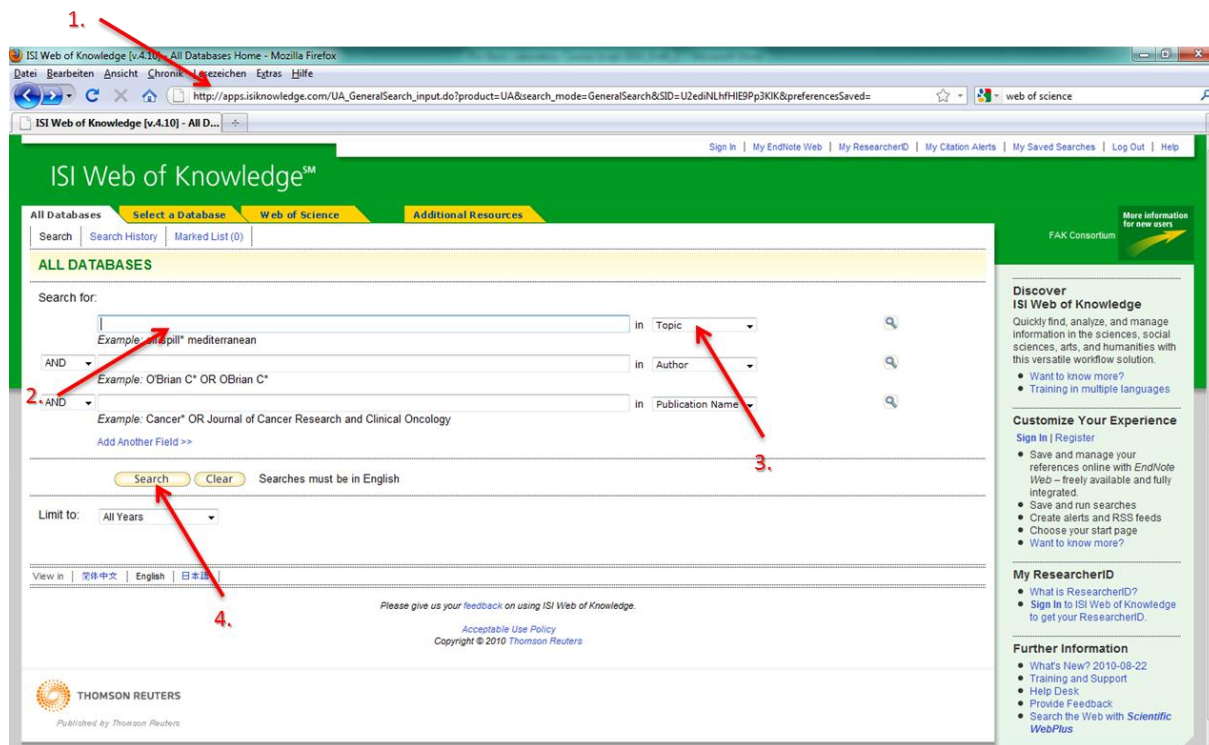 1.
ISI Web of Knowledge [v.4.10] - All Databases Home - Mozilla Firefox
Datei Bearbeiten Ansicht Chronik Lesezeichen Extras Hilfe
http://apps.isiknowledge.com/UA_GeneralSearch_input.do?product=UA&search_mode=GeneralSearch&SID=U2ediNLhfHIE9Pp3KIK&preferencesSaved=
web of science
ISI Web of Knowledge [v.4.10] - All D...
Sign In | My EndNote Web | My ResearcherID | My Citation Alerts | My Saved Searches | Log Out | Help
ISI Web of Knowledge℠
All Databases Select a Database Web of Science Additional Resources
Search Search History Marked List (0)
FAK Consortium
More information
for new users
ALL DATABASES
Search for:
in Topic
Example: oil spill* mediterranean
AND
in Author
Example: O'Brian C* OR OBrian C*
2.
AND
in Publication Name
Example: Cancer* OR Journal of Cancer Research and Clinical Oncology
Add Another Field >>
3.
Search Clear Searches must be in English
Limit to: All Years
View in | 简体中文 | English | 日本語 |
4.
Please give us your feedback on using ISI Web of Knowledge.
Acceptable Use Policy
Copyright © 2010 Thomson Reuters
THOMSON REUTERS
Published by Thomson Reuters
Discover
ISI Web of Knowledge
Quickly find, analyze, and manage
information in the sciences, social
sciences, arts, and humanities with
this versatile workflow solution.
Want to know more?
Training in multiple languages
Customize Your Experience
Sign In | Register
Save and manage your
references online with EndNote
Web – freely available and fully
integrated.
Save and run searches
Create alerts and RSS feeds
Choose your start page
Want to know more?
My ResearcherID
What is ResearcherID?
Sign In to ISI Web of Knowledge
to get your ResearcherID.
Further Information
What's New? 2010-08-22
Training and Support
Help Desk
Provide Feedback
Search the Web with Scientific
WebPlus